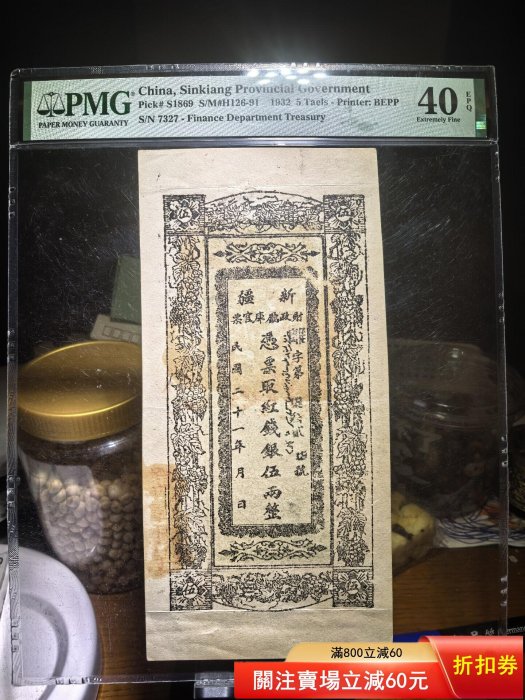 PMG
PAPER MONEY GUARANTY
China, Sinkiang Provincial Government
Pick# S1869 S/M#H126-91 1932 5 Taels - Printer: BEPP
S/N 7327 - Finance Department Treasury
40
EPQ
Extremely Fine
伍
伍
新
疆
財政廳庫官票
字第
號
憑票取紅錢銀伍兩整
民國二十一年 月 日
伍
伍
滿800立減60
關注賣場立減60元
折扣券